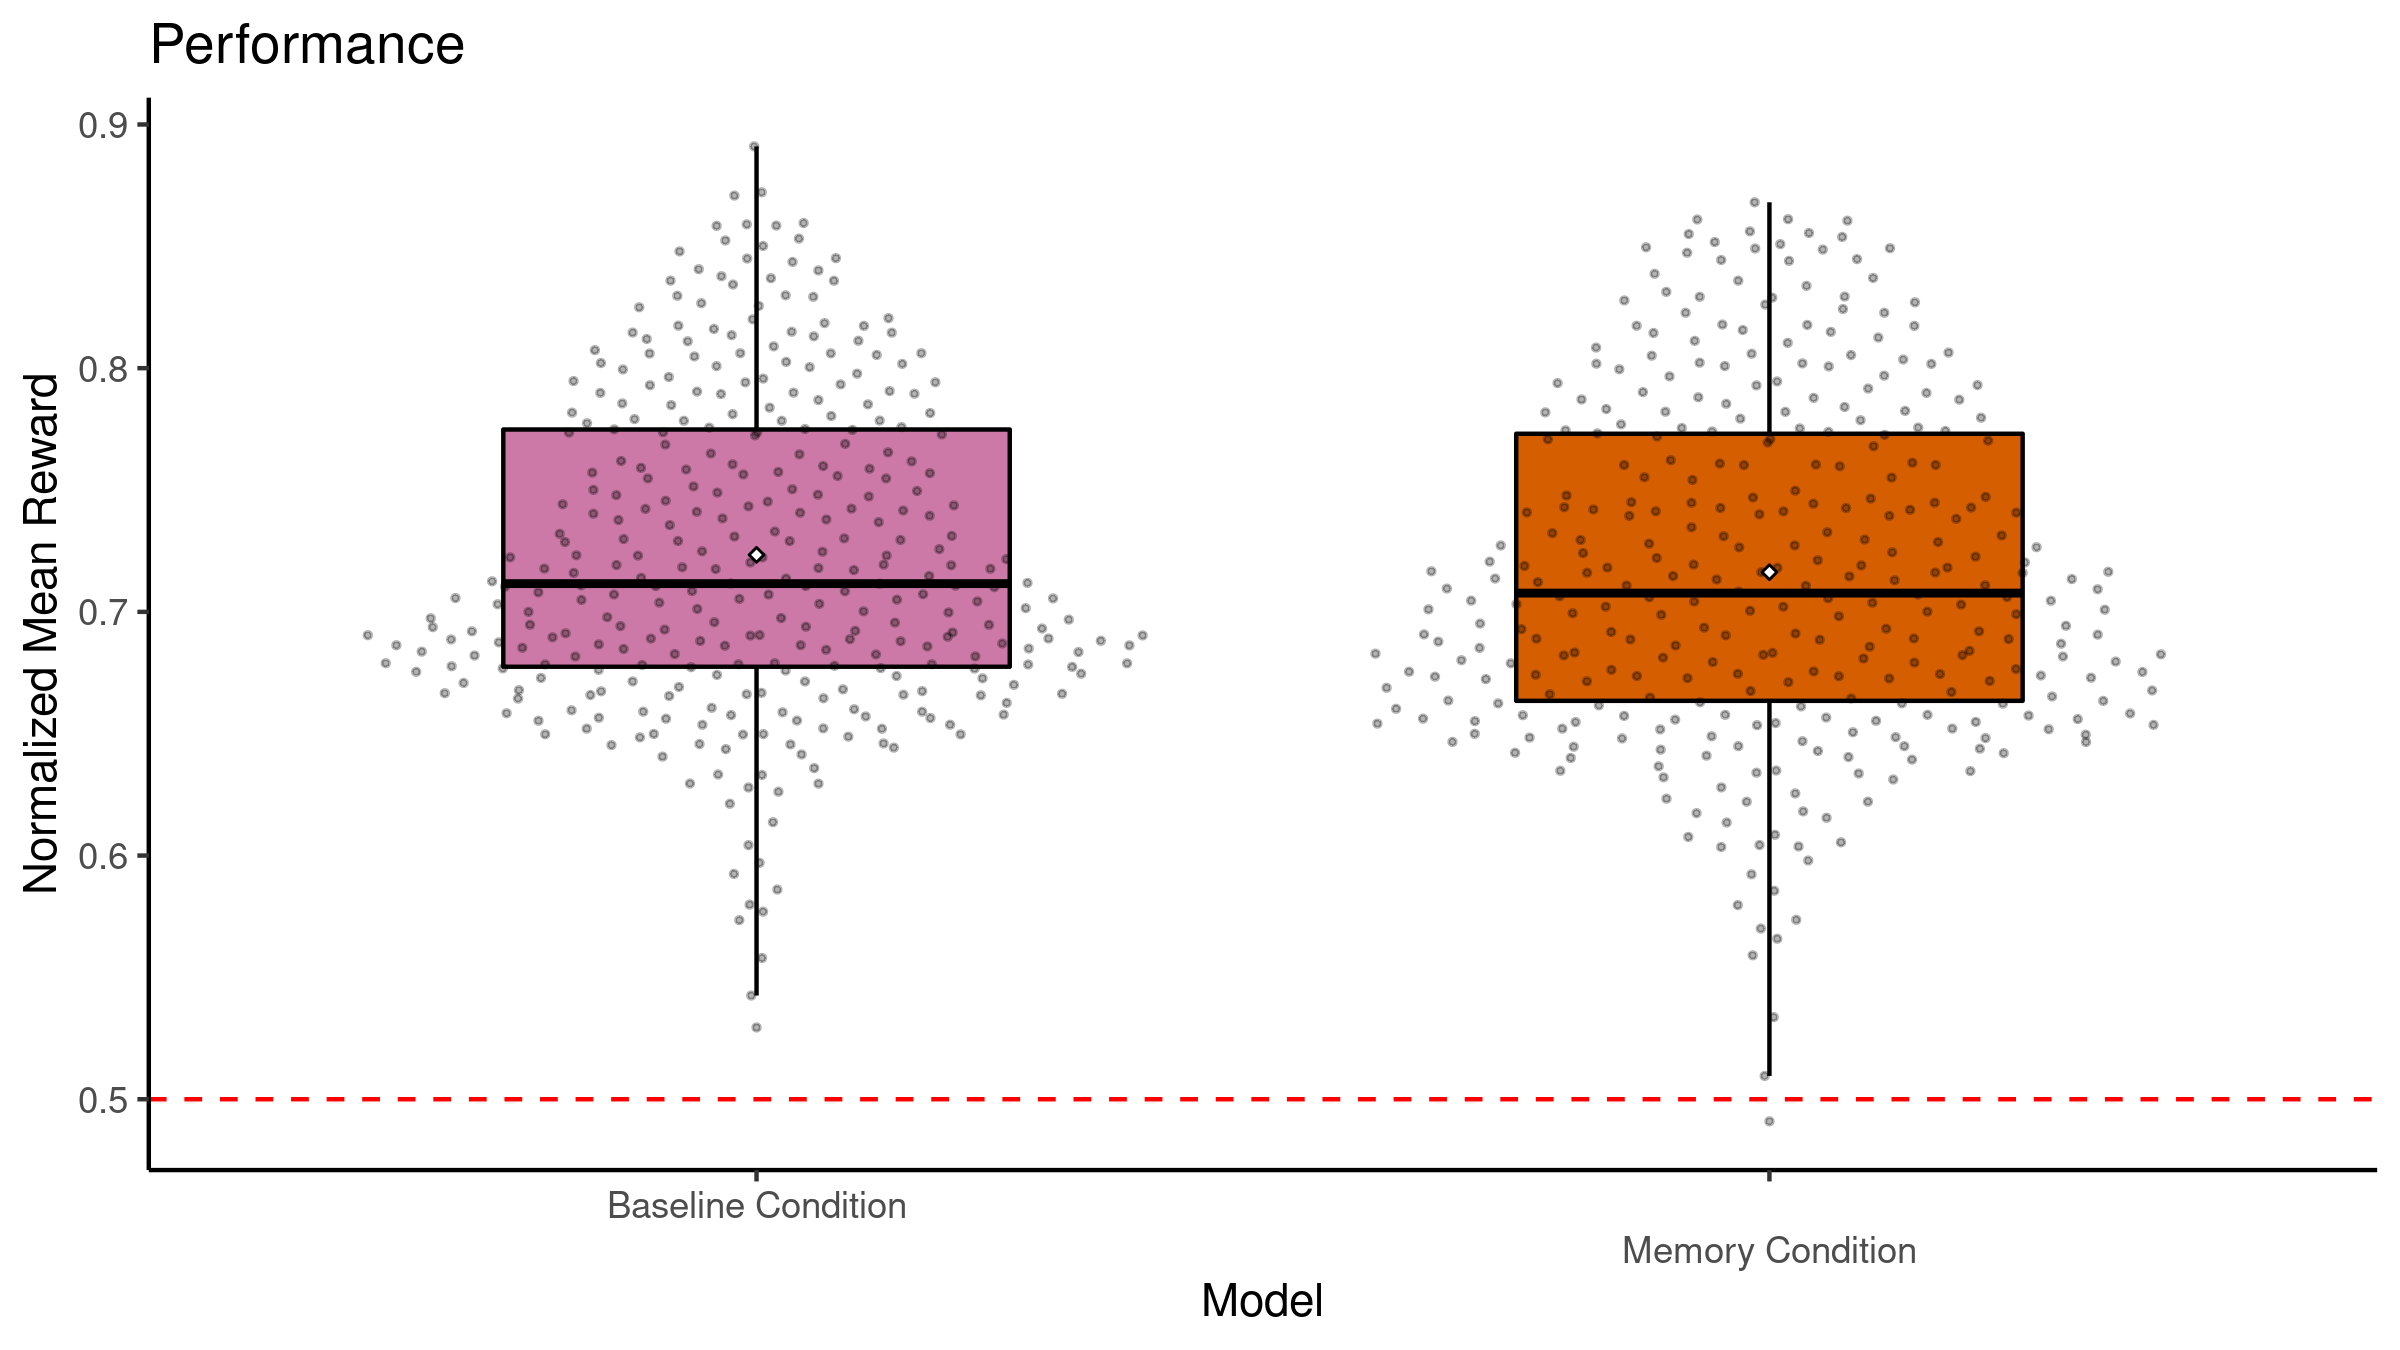 Performance
Normalized Mean Reward
0.9
0.8
0.7
0.6
0.5
Baseline Condition
Memory Condition
Model